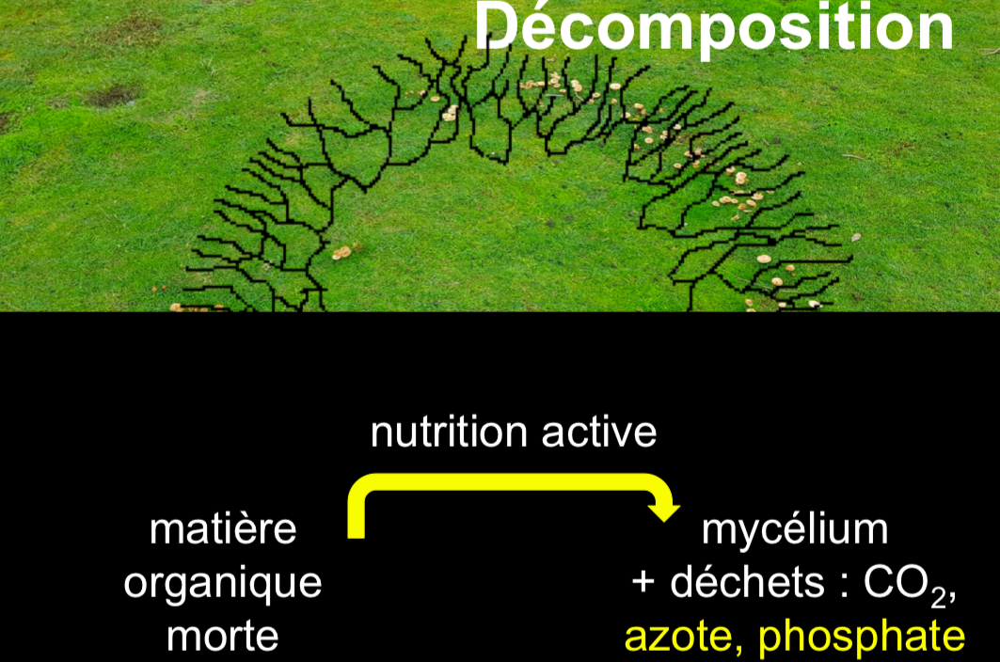 Décomposition
nutrition active
matière
organique
morte
mycélium
+ déchets : CO₂,
azote, phosphate